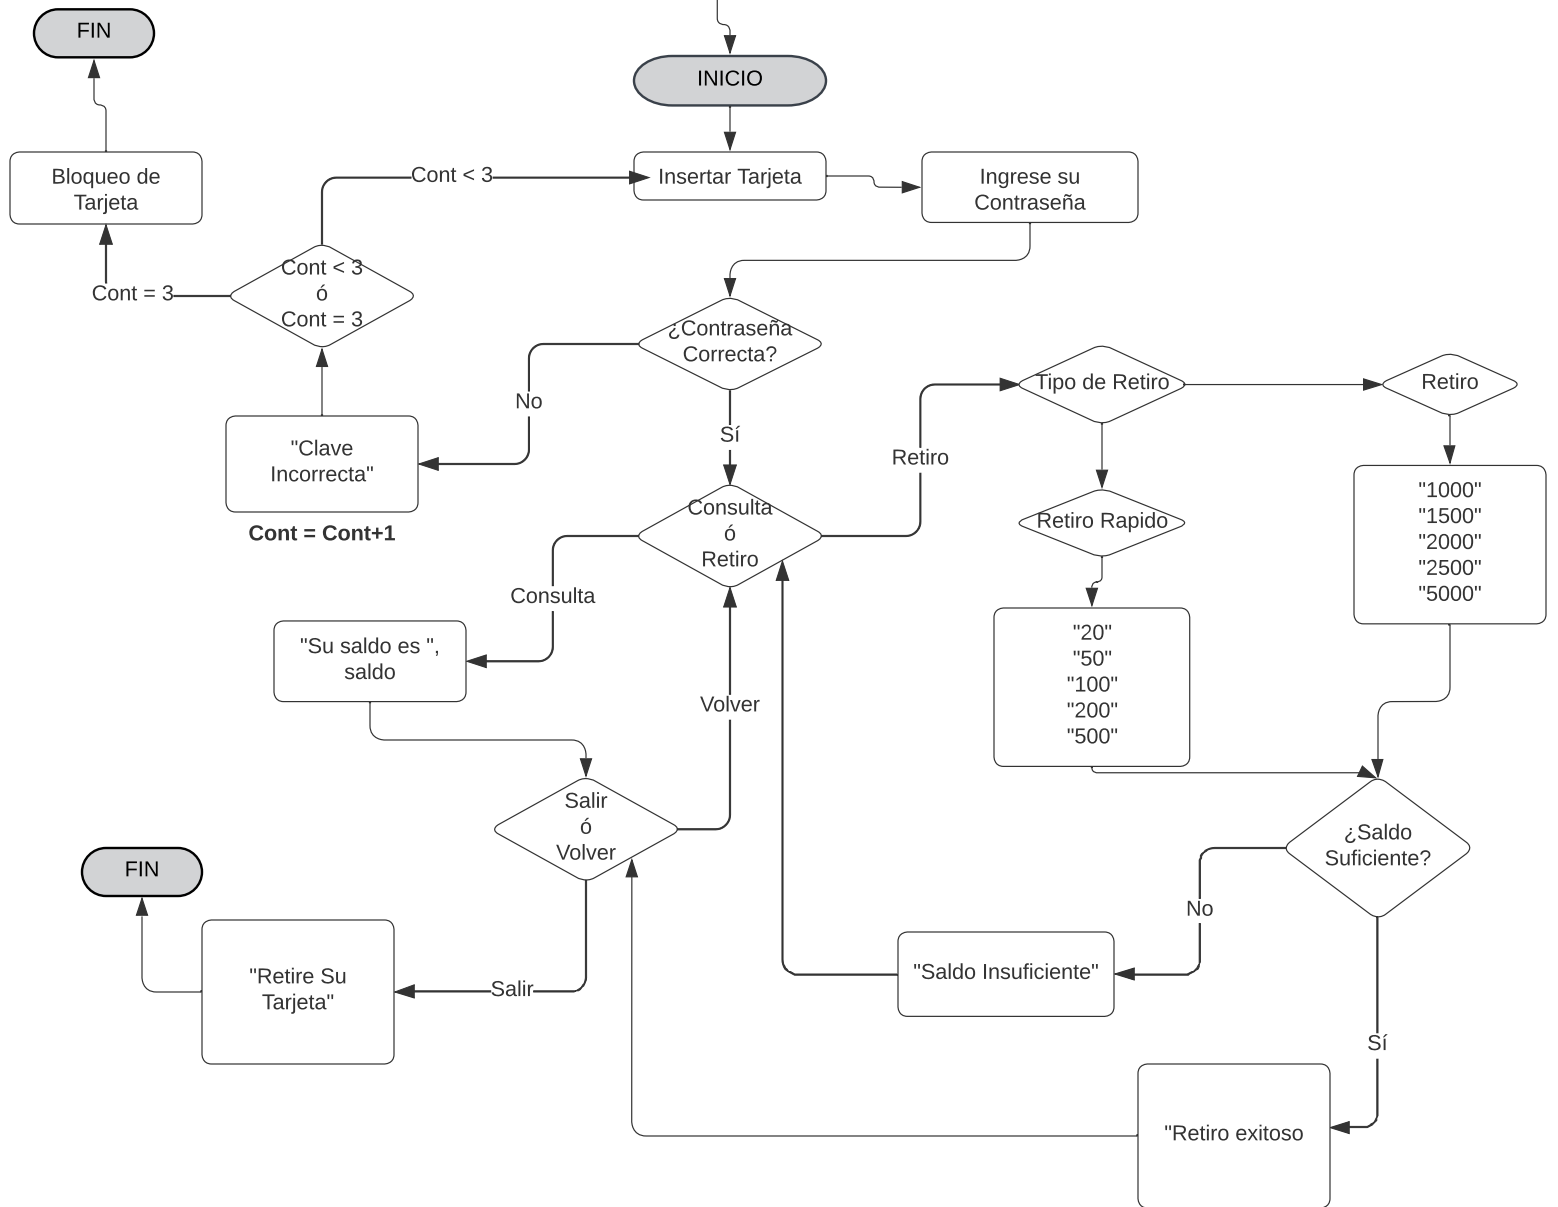 FIN
INICIO
Bloqueo de
Tarjeta
Cont < 3
Insertar Tarjeta
Ingrese su
Contraseña
Cont < 3
ó
Cont = 3
Cont = 3
¿Contraseña
Correcta?
No
Sí
"Clave
Incorrecta"
Cont = Cont+1
Tipo de Retiro
Retiro
Retiro
Consulta
ó
Retiro
Retiro Rapido
"1000"
"1500"
"2000"
"2500"
"5000"
Consulta
"Su saldo es ",
saldo
"20"
"50"
"100"
"200"
"500"
Volver
Salir
ó
Volver
¿Saldo
Suficiente?
FIN
No
"Saldo Insuficiente"
"Retire Su
Tarjeta"
Salir
Sí
"Retiro exitoso